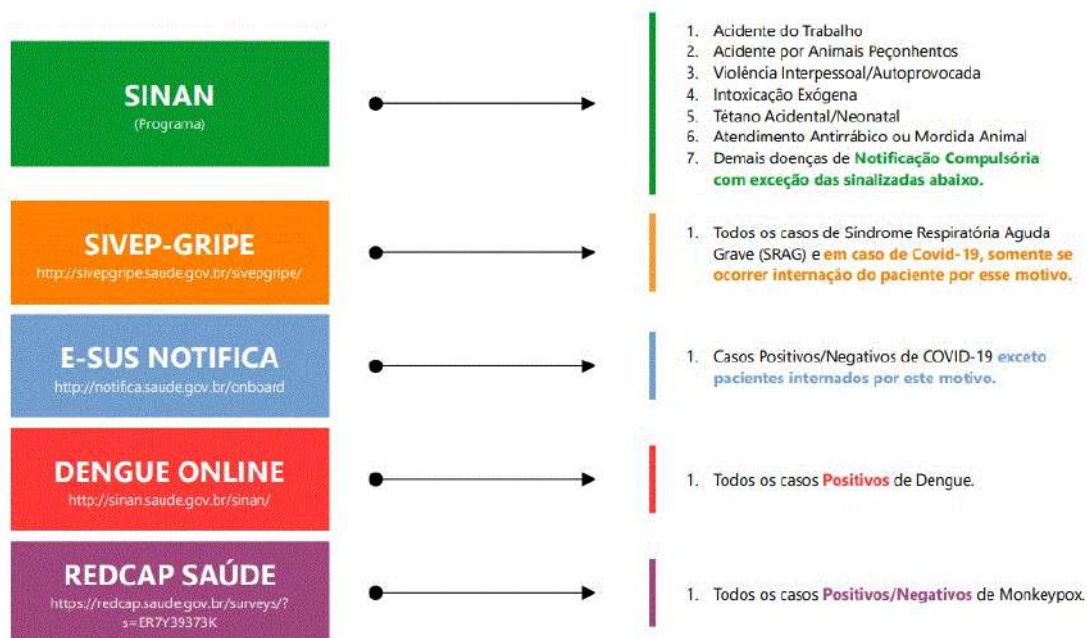 SINAN
(Programa)
1. Acidente do Trabalho
2. Acidente por Animais Peçonhentos
3. Violência Interpessoal/Autoprovocada
4. Intoxicação Exógena
5. Tétano Acidental/Neonatal
6. Atendimento Antirrábico ou Mordida Animal
7. Demais doenças de Notificação Compulsória
com exceção das sinalizadas abaixo.
SIVEP-GRIPE
http://sivepgripe.saude.gov.br/sivepgripe/
1. Todos os casos de Síndrome Respiratória Aguda
Grave (SRAG) e em caso de Covid-19, somente se
ocorrer internação do paciente por esse motivo.
E-SUS NOTIFICA
http://notifica.saude.gov.br/onboard
1. Casos Positivos/Negativos de COVID-19 exceto
pacientes internados por este motivo.
DENGUE ONLINE
http://sinan.saude.gov.br/sinan/
1. Todos os casos Positivos de Dengue.
REDCAP SAÚDE
https://redcap.saude.gov.br/surveys/?
s=ER7Y39373K
1. Todos os casos Positivos/Negativos de Monkeypox.